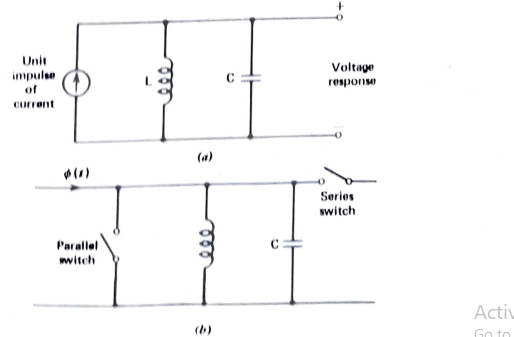 +
Unit
impulse
of
current
L
C
Voltage
response
–
(a)
ϕ(t)
Series
switch
Parallel
switch
C
(b)
Activ
Go to